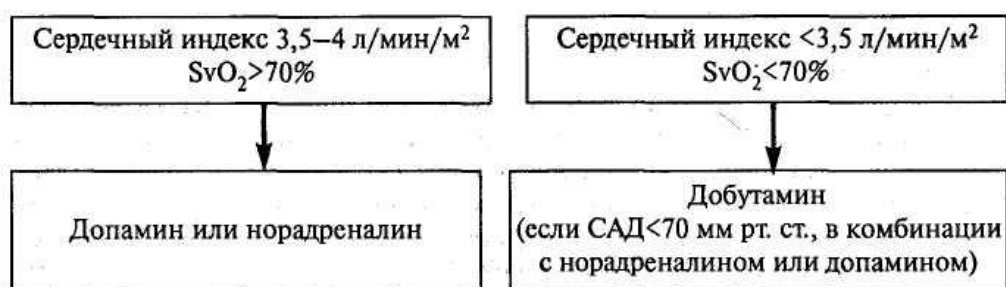 Сердечный индекс 3,5–4 л/мин/м²
SvO₂>70%
Сердечный индекс <3,5 л/мин/м²
SvO₂<70%
Допамин или норадреналин
Добутамин
(если САД<70 мм рт. ст., в комбинации
с норадреналином или допамином)